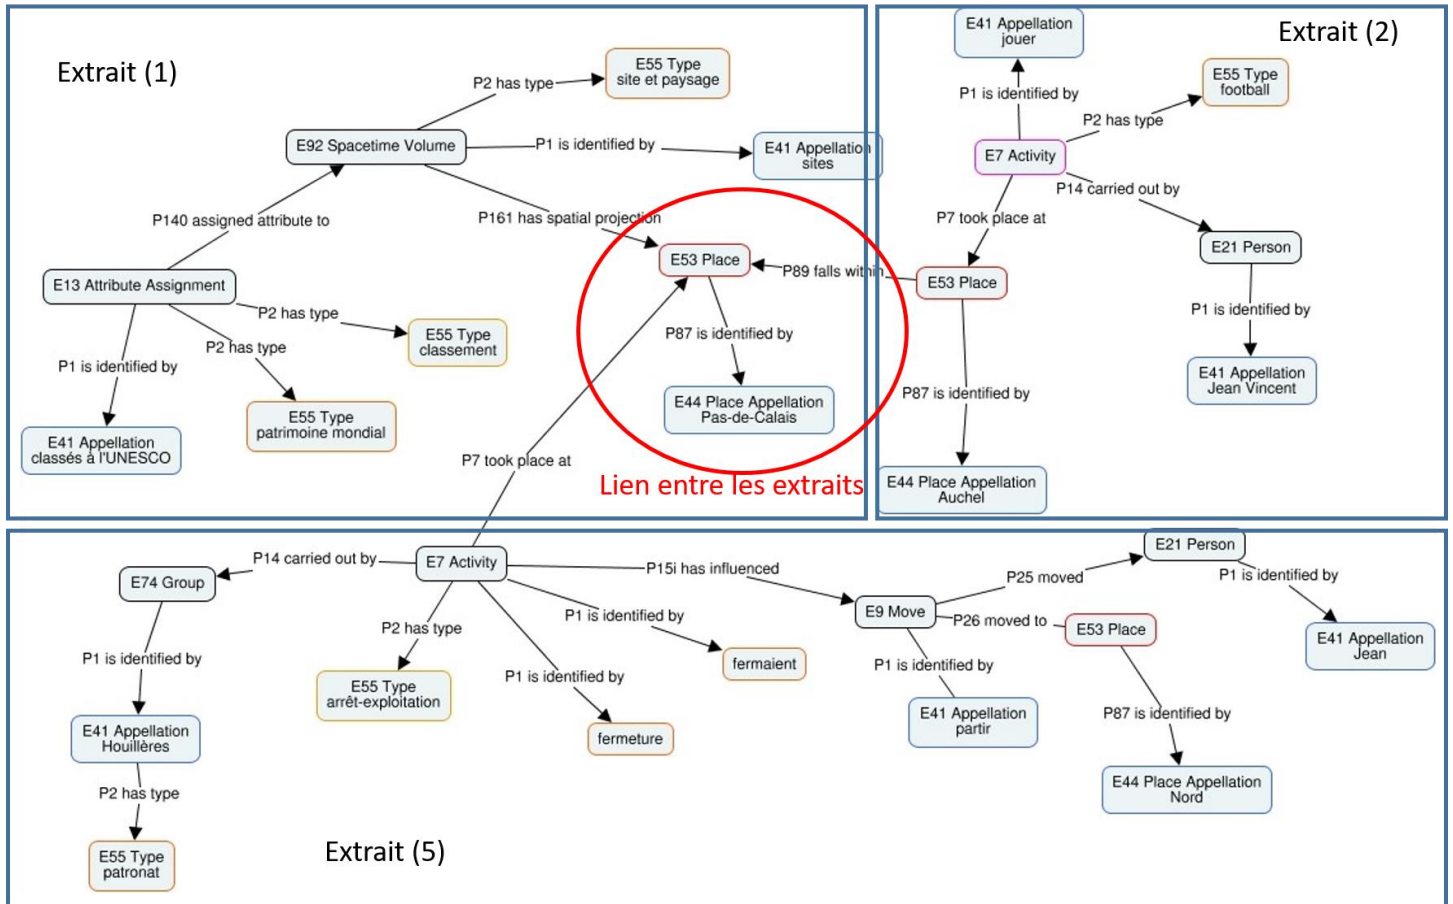 Extrait (1)
P2 has type
E55 Type
site et paysage
E92 Spacetime Volume
P1 is identified by
E41 Appellation
sites
P140 assigned attribute to
P161 has spatial projection
E53 Place
E13 Attribute Assignment
P2 has type
E55 Type
classement
P2 has type
P1 is identified by
P87 is identified by
E55 Type
patrimoine mondial
E44 Place Appellation
Pas-de-Calais
E41 Appellation
classés à l'UNESCO
P7 took place at
Lien entre les extraits
E41 Appellation
jouer
Extrait (2)
P1 is identified by
E55 Type
football
P2 has type
E7 Activity
P14 carried out by
P7 took place at
E21 Person
P89 falls within
E53 Place
P1 is identified by
P87 is identified by
E41 Appellation
Jean Vincent
E44 Place Appellation
Auchel
E74 Group
P14 carried out by
E7 Activity
P15i has influenced
E21 Person
P25 moved
P1 is identified by
E9 Move
P26 moved to
E53 Place
E41 Appellation
Jean
P1 is identified by
P2 has type
P1 is identified by
fermaient
P1 is identified by
P1 is identified by
E55 Type
arrêt-exploitation
E41 Appellation
partir
P87 is identified by
E41 Appellation
Houillères
fermeture
E44 Place Appellation
Nord
P2 has type
E55 Type
patronat
Extrait (5)